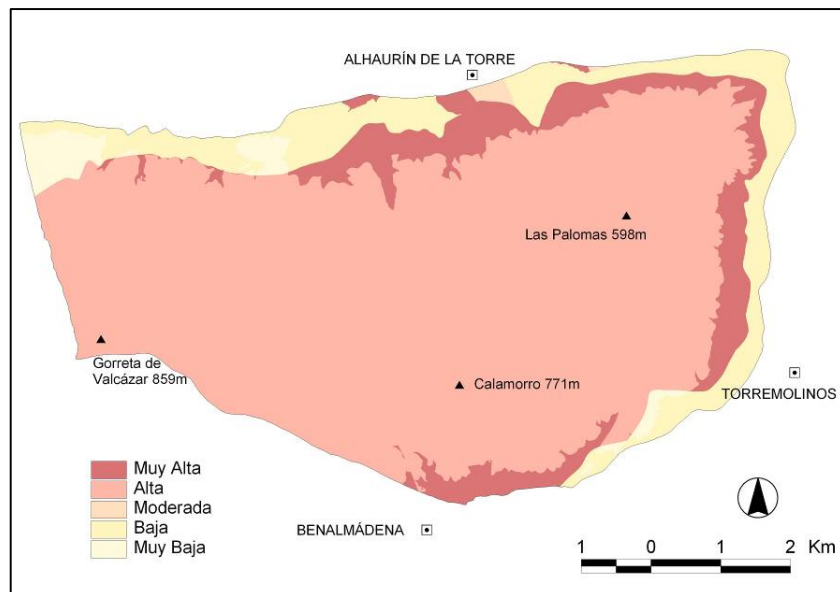 ALHAURÍN DE LA TORRE
Las Palomas 598m
Gorreta de
Valcázar 859m
Calamorro 771m
TORREMOLINOS
Muy Alta
Alta
Moderada
Baja
Muy Baja
BENALMÁDENA
1 0 1 2 Km